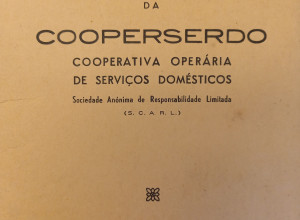 DA
COOPERSERDO
COOPERATIVA OPERÁRIA
DE SERVIÇOS DOMÉSTICOS
Sociedade Anónima de Responsabilidade Limitada
(S. C. A. R. L.)